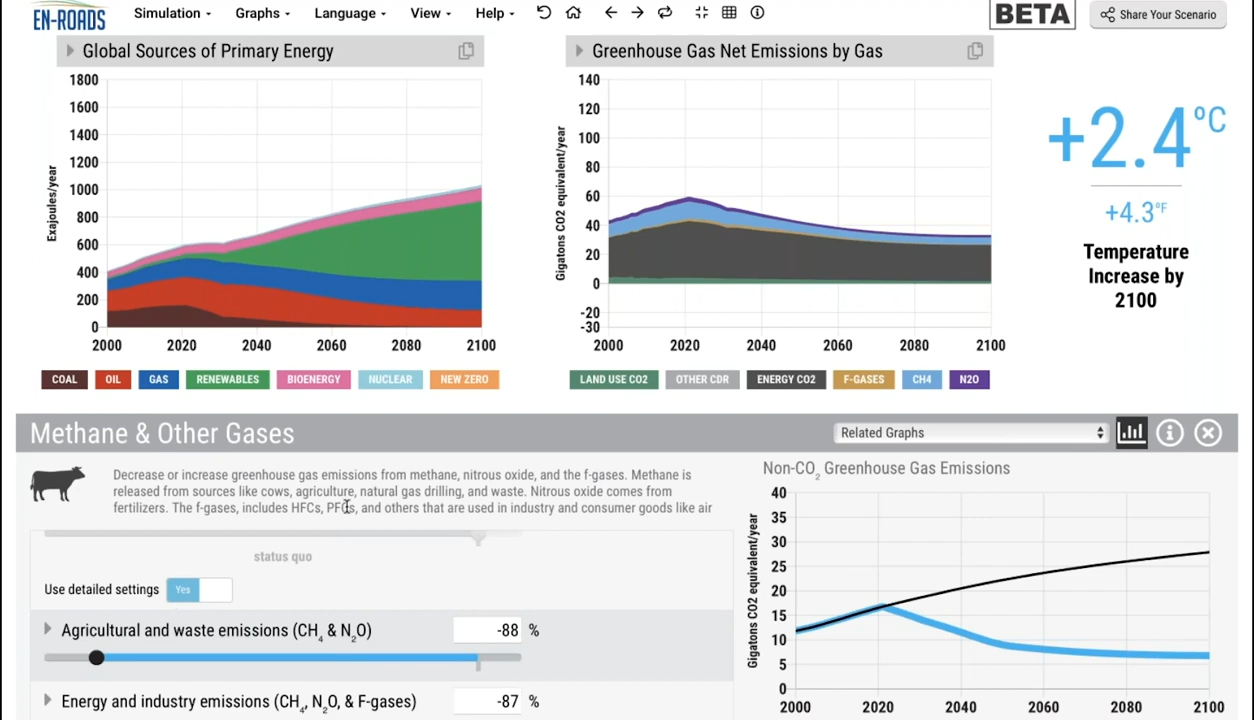 EN-ROADS
Simulation
Graphs
Language
View
Help
BETA
Share Your Scenario
Global Sources of Primary Energy
Exajoules/year
1800
1600
1400
1200
1000
800
600
400
200
0
2000 2020 2040 2060 2080 2100
COAL OIL GAS RENEWABLES BIOENERGY NUCLEAR NEW ZERO
Greenhouse Gas Net Emissions by Gas
Gigatons CO2 equivalent/year
140
120
100
80
60
40
20
0
-20
-30
2000 2020 2040 2060 2080 2100
LAND USE CO2 OTHER CDR ENERGY CO2 F-GASES CH4 N2O
+2.4°C
+4.3°F
Temperature
Increase by
2100
Methane & Other Gases
Related Graphs
Decrease or increase greenhouse gas emissions from methane, nitrous oxide, and the f-gases. Methane is
released from sources like cows, agriculture, natural gas drilling, and waste. Nitrous oxide comes from
fertilizers. The f-gases, includes HFCs, PFCs, and others that are used in industry and consumer goods like air
status quo
Use detailed settings Yes
Agricultural and waste emissions (CH₄ & N₂O) -88 %
Energy and industry emissions (CH₄, N₂O, & F-gases) -87 %
Non-CO₂ Greenhouse Gas Emissions
Gigatons CO2 equivalent/year
40
35
30
25
20
15
10
5
0
2000 2020 2040 2060 2080 2100